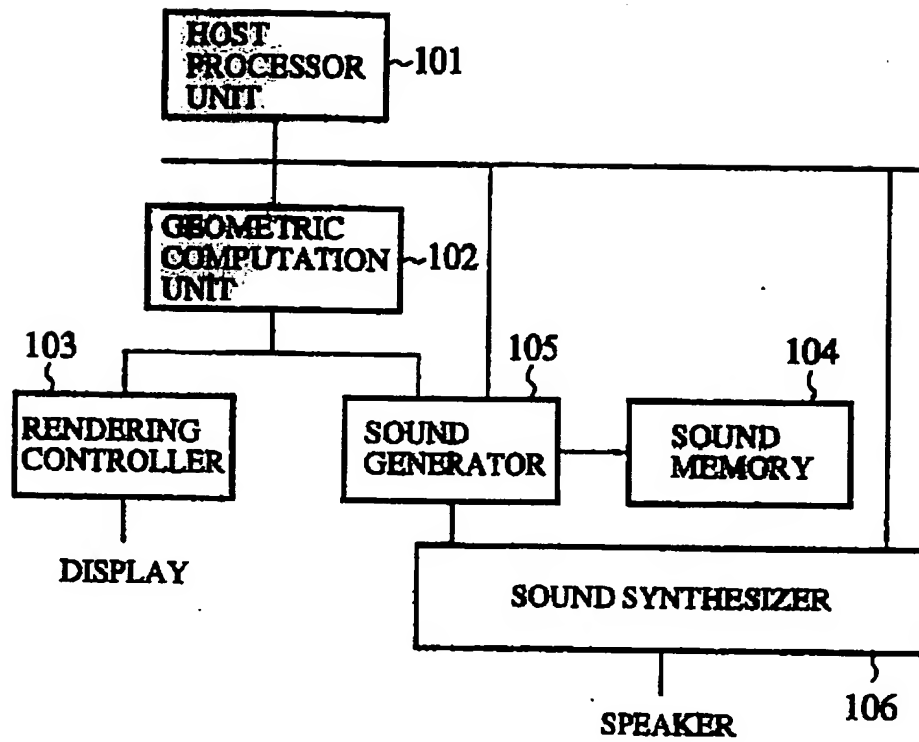 HOST
PROCESSOR
UNIT
101
GEOMETRIC
COMPUTATION
UNIT
102
103
105
104
RENDERING
CONTROLLER
SOUND
GENERATOR
SOUND
MEMORY
DISPLAY
SOUND SYNTHESIZER
SPEAKER
106